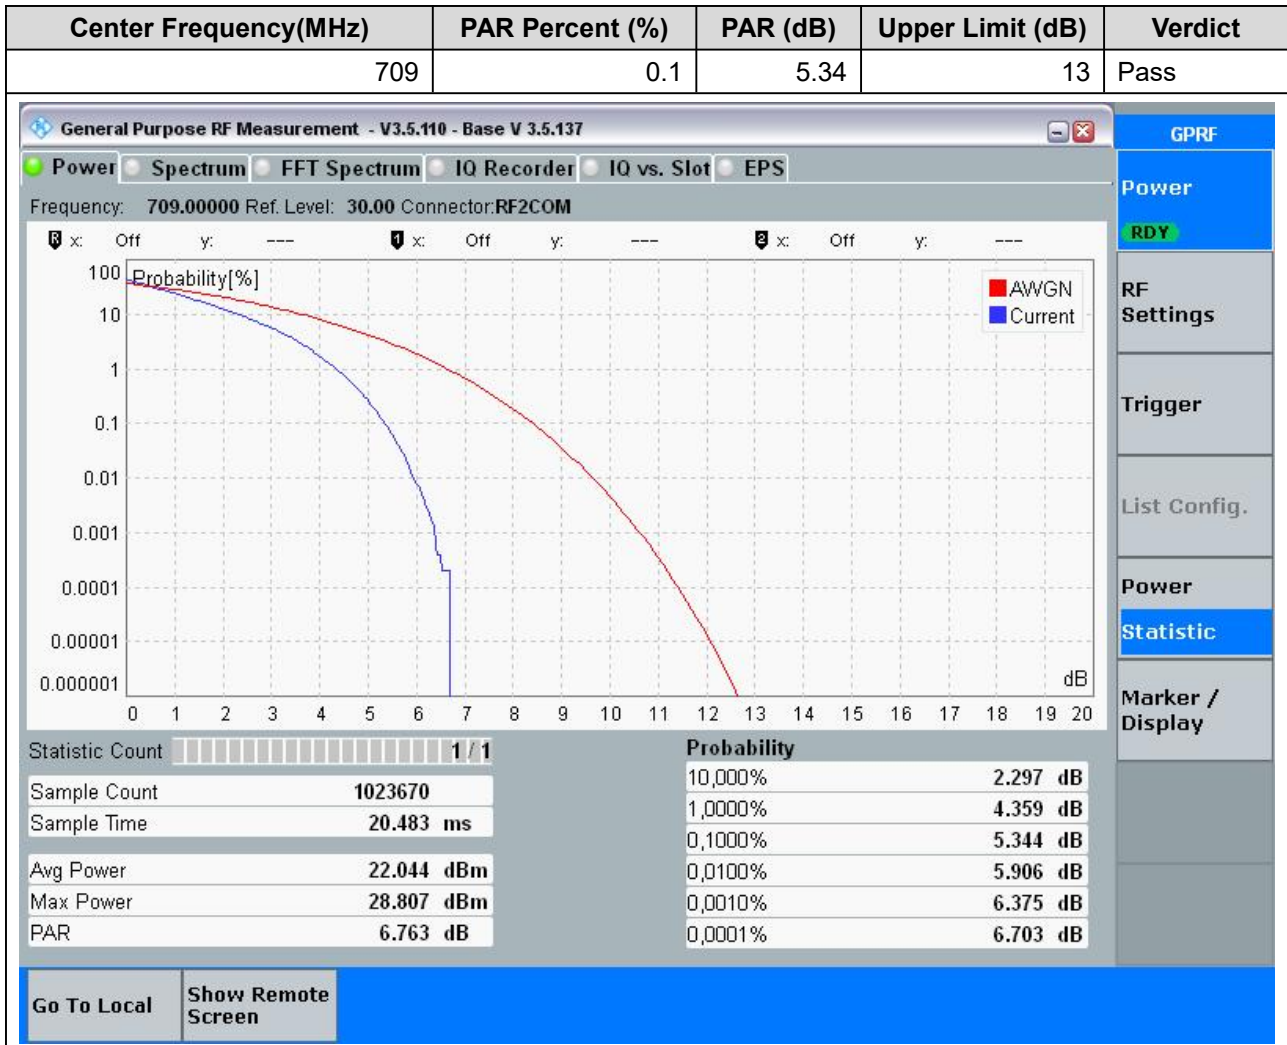 Center Frequency(MHz) PAR Percent (%) PAR (dB) Upper Limit (dB) Verdict
709 0.1 5.34 13 Pass
General Purpose RF Measurement - V3.5.110 - Base V 3.5.137
GPRF
Power Spectrum FFT Spectrum IQ Recorder IQ vs. Slot EPS
Frequency: 709.00000 Ref. Level: 30.00 Connector:RF2COM
R x: Off y: --- 1 x: Off y: --- 2 x: Off y: ---
Probability[%]
100
10
1
0.1
0.01
0.001
0.0001
0.00001
0.000001
AWGN
Current
dB
0 1 2 3 4 5 6 7 8 9 10 11 12 13 14 15 16 17 18 19 20
Statistic Count 1 / 1
Sample Count 1023670
Sample Time 20.483 ms
Avg Power 22.044 dBm
Max Power 28.807 dBm
PAR 6.763 dB
Probability
10,000% 2.297 dB
1,0000% 4.359 dB
0,1000% 5.344 dB
0,0100% 5.906 dB
0,0010% 6.375 dB
0,0001% 6.703 dB
Power
RDY
RF
Settings
Trigger
List Config.
Power
Statistic
Marker /
Display
Go To Local
Show Remote
Screen